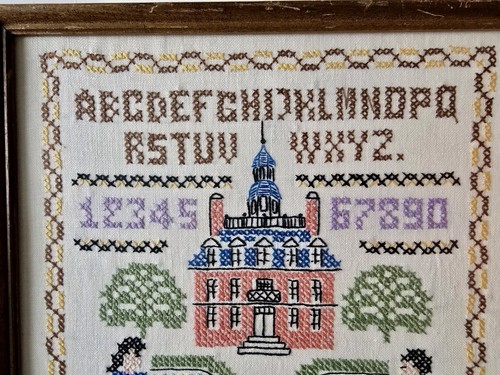 ABCDEFGHIJKLMNOPQ
RSTUV WXYZ.
12345 67890